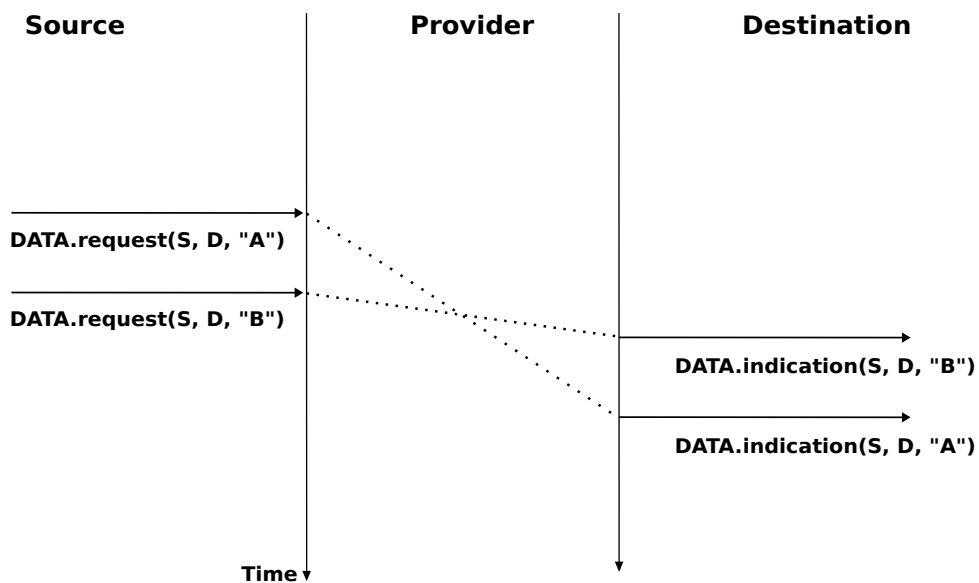 Source
Provider
Destination
DATA.request(S, D, "A")
DATA.request(S, D, "B")
DATA.indication(S, D, "B")
DATA.indication(S, D, "A")
Time